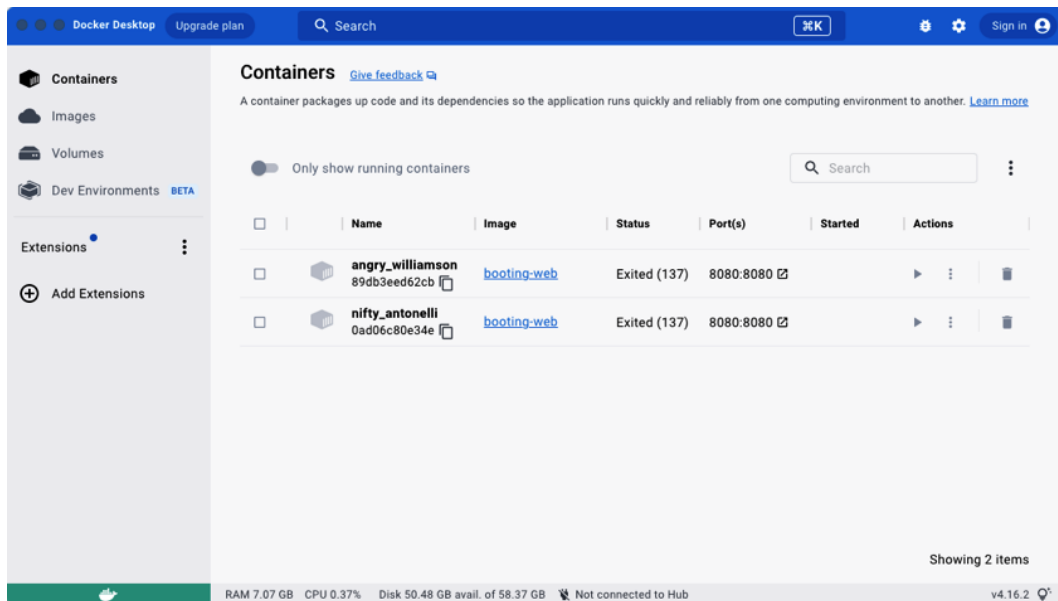 Docker Desktop Upgrade plan Search ⌘K Sign in
Containers
Images
Volumes
Dev Environments BETA
Extensions
Add Extensions
Containers Give feedback
A container packages up code and its dependencies so the application runs quickly and reliably from one computing environment to another. Learn more
Only show running containers Search
Name Image Status Port(s) Started Actions
angry_williamson
89db3eed62cb booting-web Exited (137) 8080:8080
nifty_antonelli
0ad06c80e34e booting-web Exited (137) 8080:8080
Showing 2 items
RAM 7.07 GB CPU 0.37% Disk 50.48 GB avail. of 58.37 GB Not connected to Hub v4.16.2